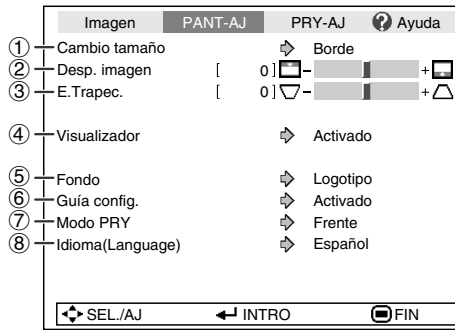 Imagen PANT-AJ PRY-AJ ? Ayuda
① Cambio tamaño Borde
② Desp. imagen [ 0] - +
③ E.Trapec. [ 0] - +
④ Visualizador Activado
⑤ Fondo Logotipo
⑥ Guía config. Activado
⑦ Modo PRY Frente
⑧ Idioma(Language) Español
SEL./AJ INTRO FIN